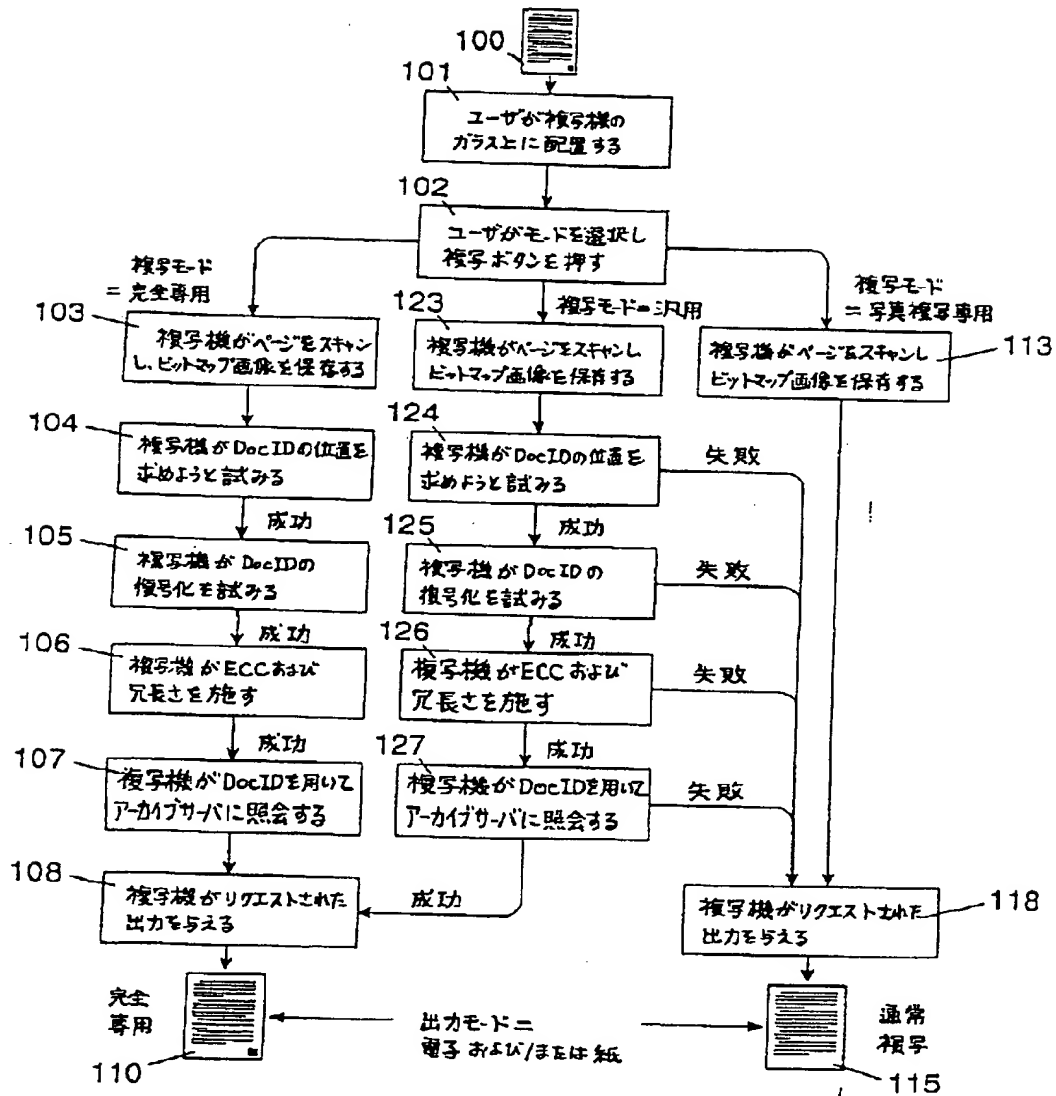 100
101
ユーザが複写機の
ガラス上に配置する
102
ユーザがモードを選択し
複写ボタンを押す
複写モード
=完全専用
103
複写機がページをスキャン
し、ビットマップ画像を保存する
104
複写機がDocIDの位置を
求めようと試みる
成功
105
複写機がDocIDの
復号化を試みる
成功
106
複写機がECCおよび
冗長さを施す
成功
107
複写機がDocIDを用いて
アーカイブサーバに照会する
108
複写機がリクエストされた
出力を与える
完全
専用
110
複写モード=汎用
123
複写機がページをスキャンし
ビットマップ画像を保存する
124
複写機がDocIDの位置を
求めようと試みる
失敗
成功
125
複写機がDocIDの
復号化を試みる
失敗
成功
126
複写機がECCおよび
冗長さを施す
失敗
成功
127
複写機がDocIDを用いて
アーカイブサーバに照会する
失敗
成功
複写モード
=写真複写専用
113
複写機がページをスキャンし
ビットマップ画像を保存する
118
複写機がリクエストされた
出力を与える
出力モード=
電子および/または紙
通常
複写
115